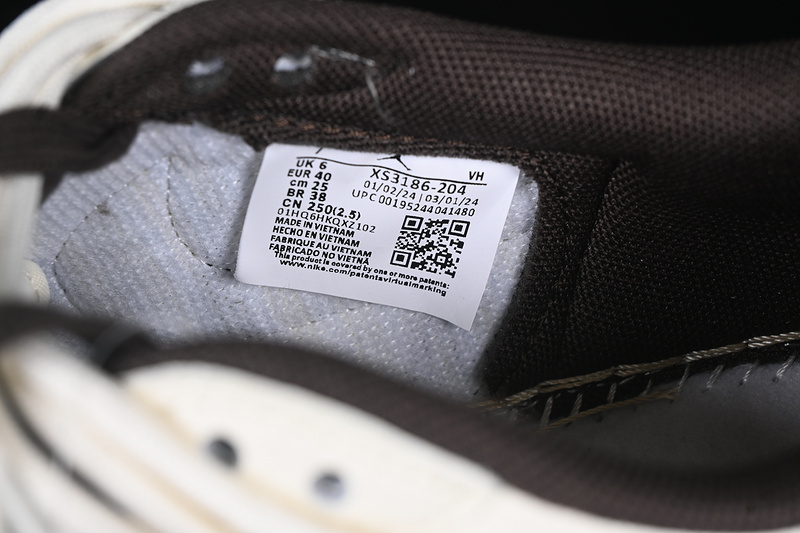 UK 6
EUR 40
cm 25
BR 38
CN 250(2.5)
01HQ6HKQXZ102
MADE IN VIETNAM
HECHO EN VIETNAM
FABRIQUE AU VIETNAM
FABRICADO NO VIETNÃ
This product is covered by one or more patents:
www.nike.com/patentsvirtualmarking
VH
XS3186-204
01/02/24 | 03/01/24
UPC 00195244041480